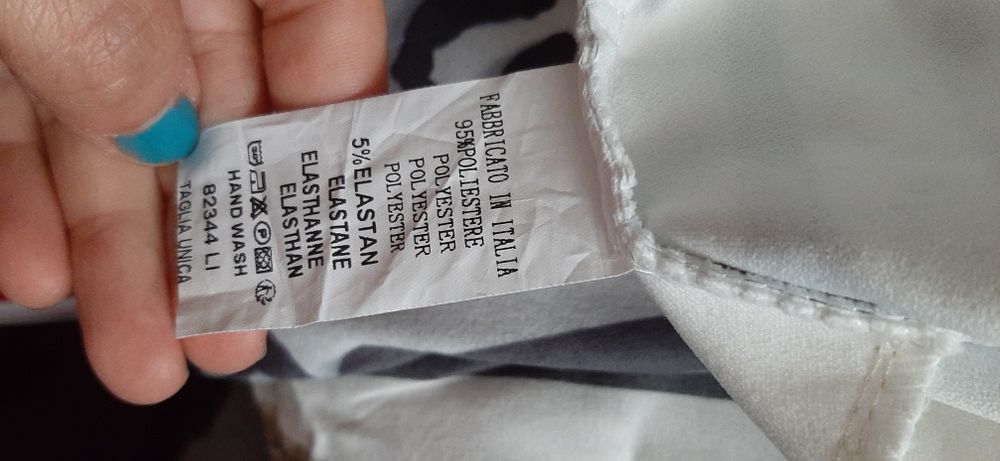 FABBRICATO IN ITALIA
95%POLIESTERE
POLYESTER
POLYESTER
POLYESTER
5%ELASTAN
ELASTANE
ELASTHANNE
ELASTHAN
P
HAND WASH
82344 LI
TAGLIA UNICA